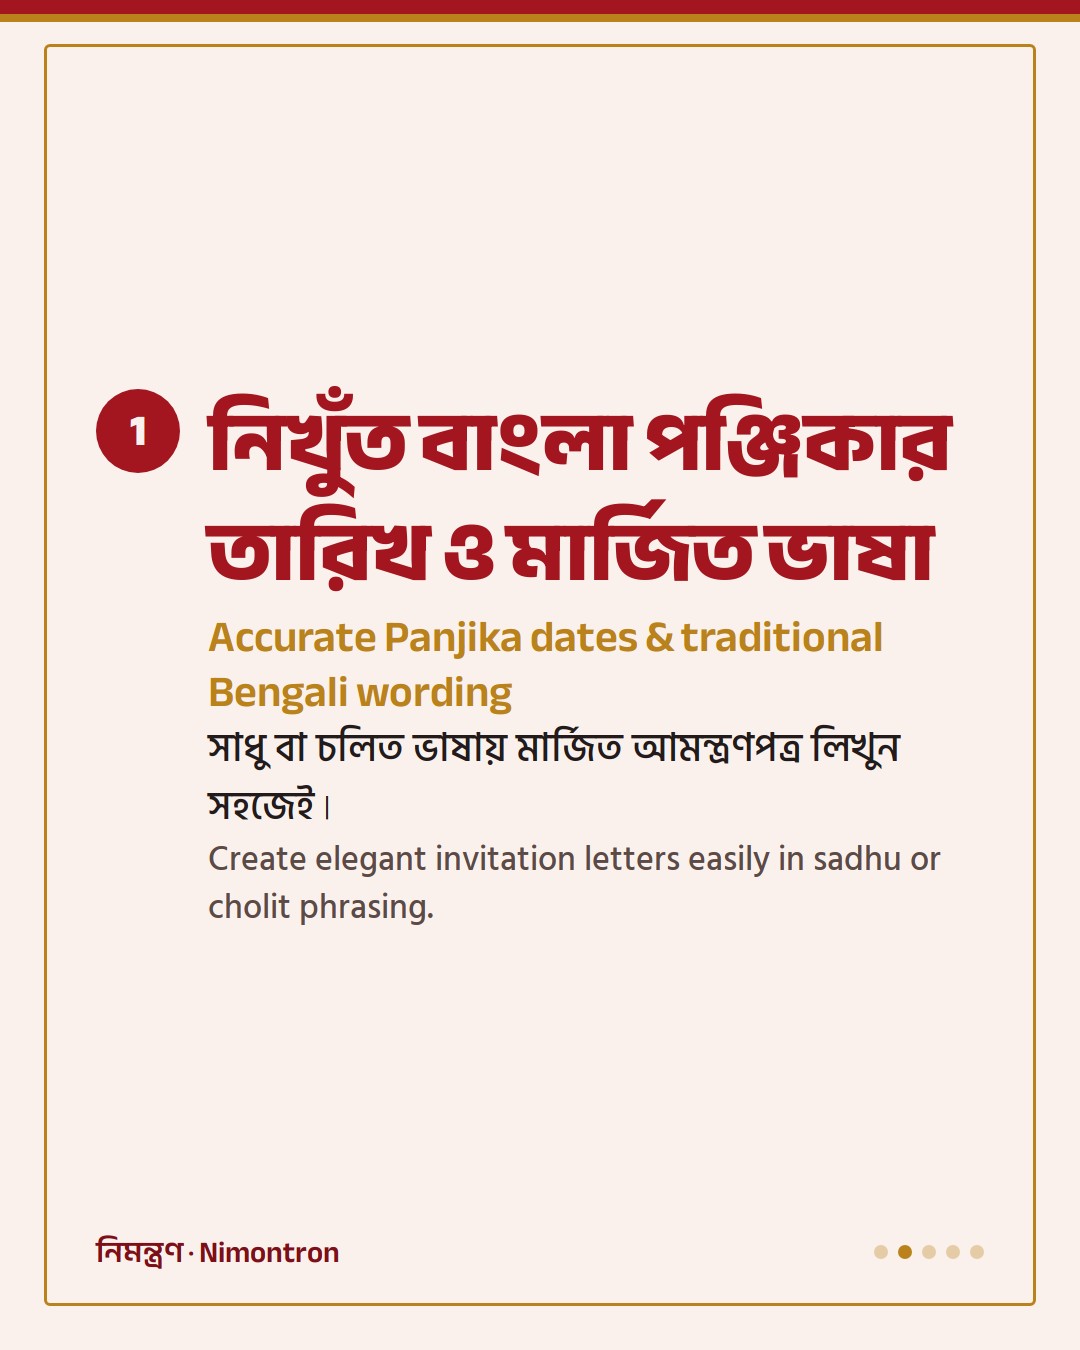 1
নিখুঁত বাংলা পঞ্জিকার
তারিখ ও মার্জিত ভাষা
Accurate Panjika dates & traditional
Bengali wording
সাধু বা চলিত ভাষায় মার্জিত আমন্ত্রণপত্র লিখুন
সহজেই।
Create elegant invitation letters easily in sadhu or
cholit phrasing.
নিমন্ত্রণ · Nimontron